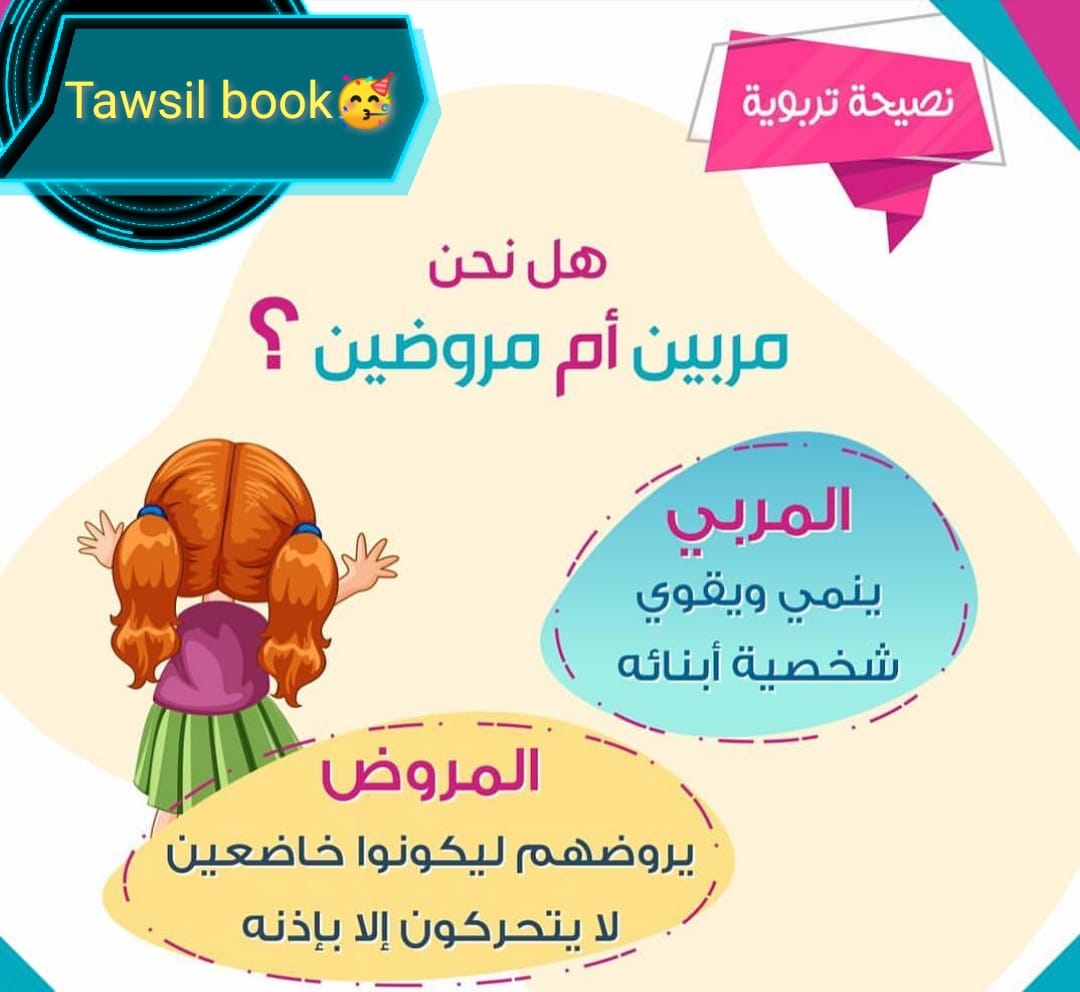 Tawsil book🥳
نصيحة تربوية
هل نحن
مربين أم مروضين ؟
المربي
ينمي ويقوي
شخصية أبنائه
المروض
يروضهم ليكونوا خاضعين
لا يتحركون إلا بإذنه